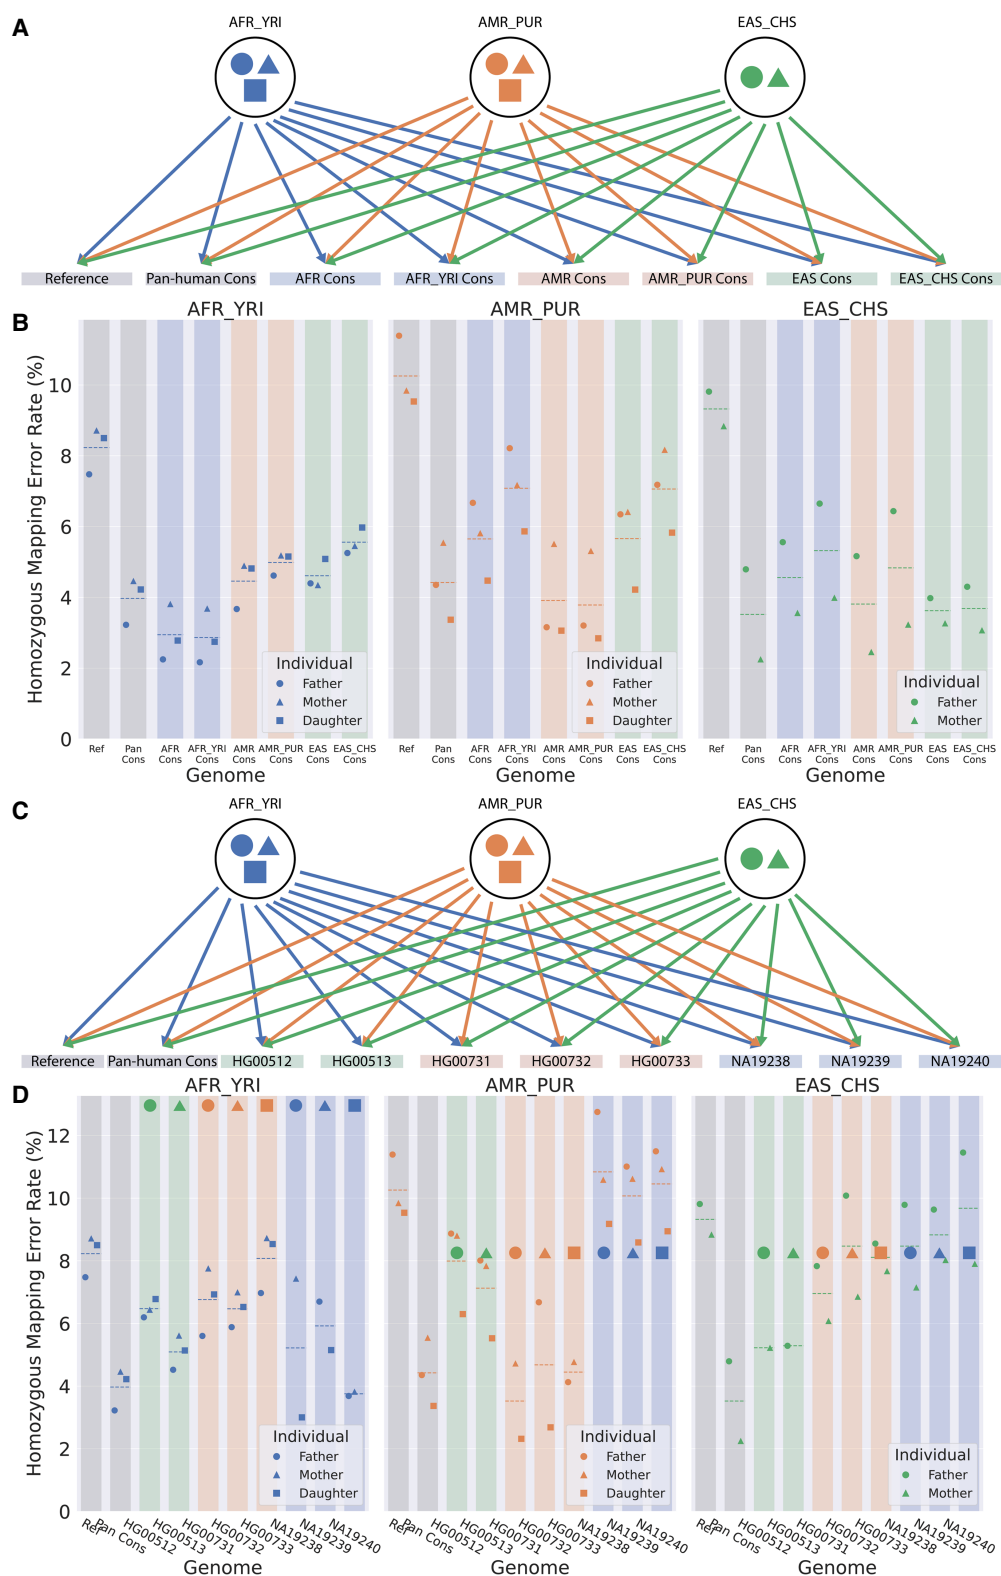 A
AFR_YRI AMR_PUR EAS_CHS
Reference Pan-human Cons AFR Cons AFR_YRI Cons AMR Cons AMR_PUR Cons EAS Cons EAS_CHS Cons
B
AFR_YRI AMR_PUR EAS_CHS
Homozygous Mapping Error Rate (%)
10
8
6
4
2
0
Individual
Father
Mother
Daughter
Individual
Father
Mother
Daughter
Individual
Father
Mother
Ref Pan Cons AFR Cons AFR_YRI Cons AMR Cons AMR_PUR Cons EAS Cons EAS_CHS Cons
Ref Pan Cons AFR Cons AFR_YRI Cons AMR Cons AMR_PUR Cons EAS Cons EAS_CHS Cons
Ref Pan Cons AFR Cons AFR_YRI Cons AMR Cons AMR_PUR Cons EAS Cons EAS_CHS Cons
Genome Genome Genome
C
AFR_YRI AMR_PUR EAS_CHS
Reference Pan-human Cons HG00512 HG00513 HG00731 HG00732 HG00733 NA19238 NA19239 NA19240
D
AFR_YRI AMR_PUR EAS_CHS
Homozygous Mapping Error Rate (%)
12
10
8
6
4
2
0
Individual
Father
Mother
Daughter
Individual
Father
Mother
Daughter
Individual
Father
Mother
Ref Pan Cons HG00512 HG00513 HG00731 HG00732 HG00733 NA19238 NA19239 NA19240
Ref Pan Cons HG00512 HG00513 HG00731 HG00732 HG00733 NA19238 NA19239 NA19240
Ref Pan Cons HG00512 HG00513 HG00731 HG00732 HG00733 NA19238 NA19239 NA19240
Genome Genome Genome